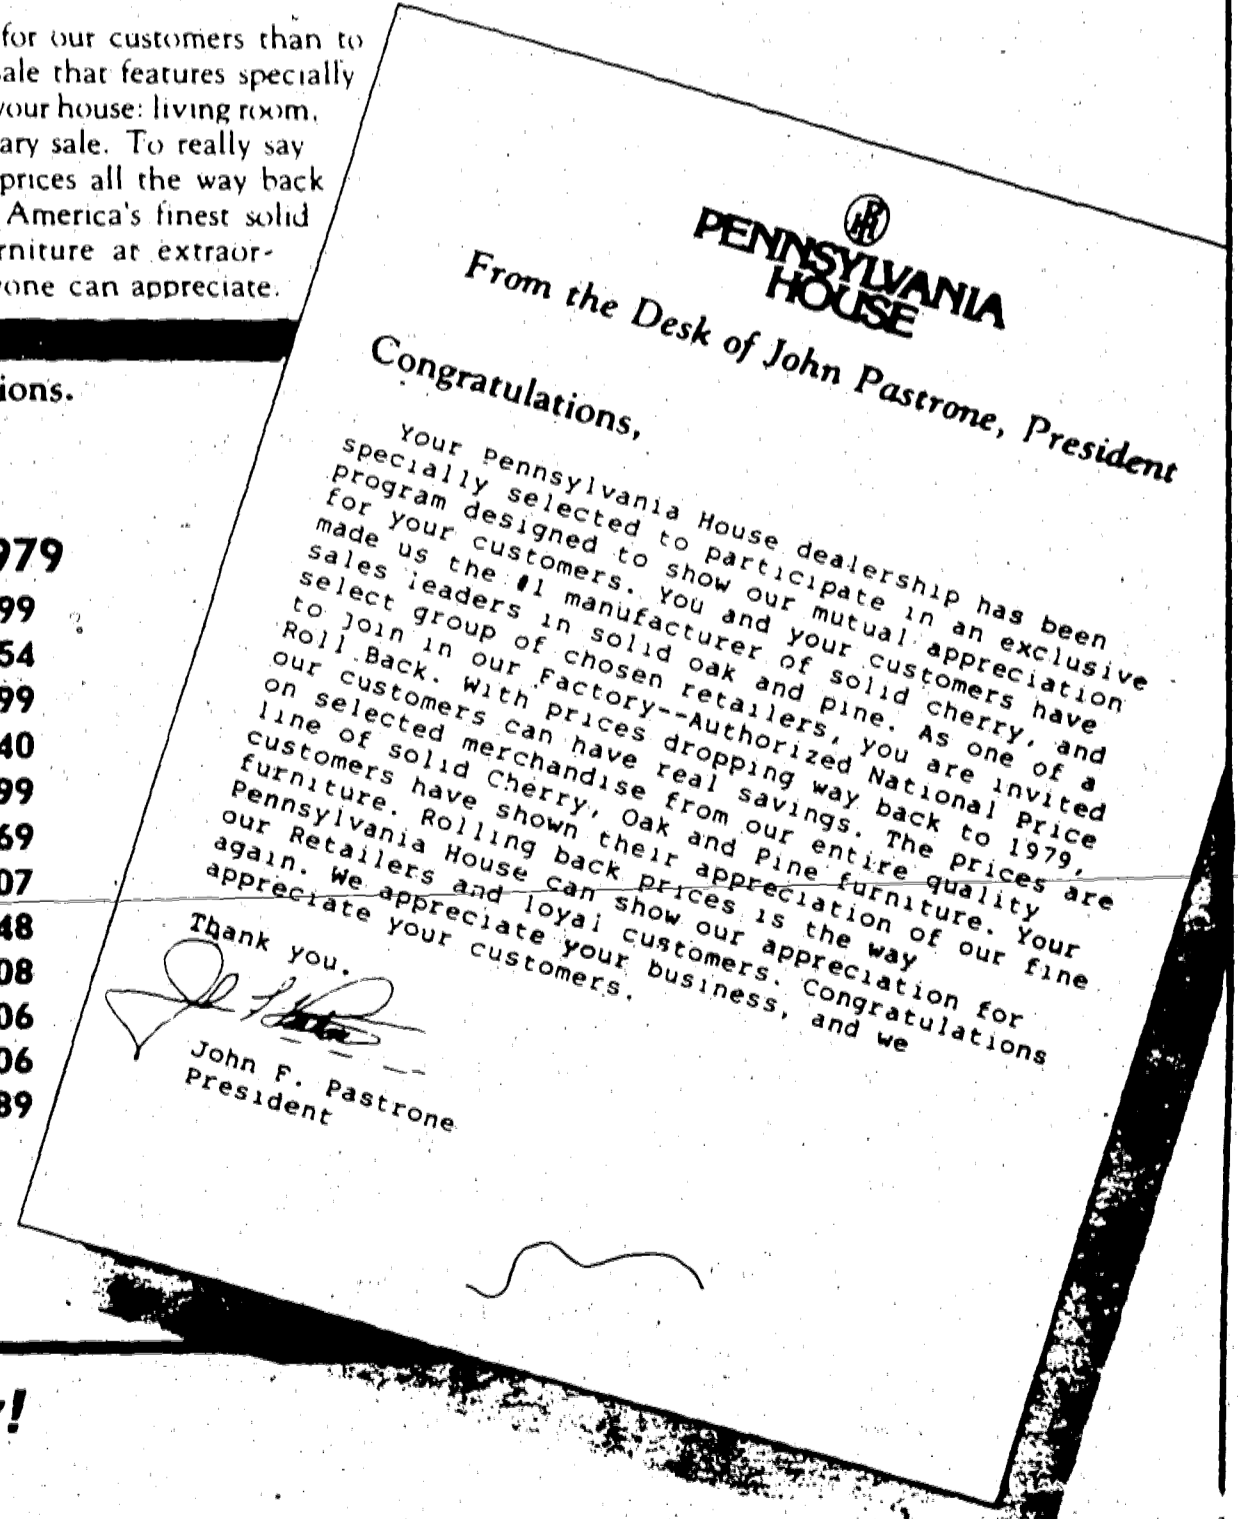 for our customers than to
ale that features specially
your house: living room,
ary sale. To really say
prices all the way back
America's finest solid
rniture at extraor-
one can appreciate.
ions.
979
99
54
99
40
99
69
07
48
08
06
06
89
y!
PENNSYLVANIA
HOUSE
From the Desk of John Pastrone, President
Congratulations,
Your Pennsylvania House dealership has been
specially selected to participate in an exclusive
program designed to show our mutual appreciation
for your customers. You and your customers have
made us the #1 manufacturer of solid cherry, and
sales leaders in solid oak and pine. As one of a
select group of chosen retailers, you are invited
to join in our Factory--Authorized National Price
Roll Back. With prices dropping way back to 1979,
our customers can have real savings. The prices are
on selected merchandise from our entire quality
line of solid Cherry, Oak and Pine furniture. Your
customers have shown their appreciation of our fine
furniture. Rolling back prices is the way
Pennsylvania House can show our appreciation for
our Retailers and loyal customers. Congratulations
again. We appreciate your business, and we
appreciate your customers.
Thank you.
John F. Pastrone
President